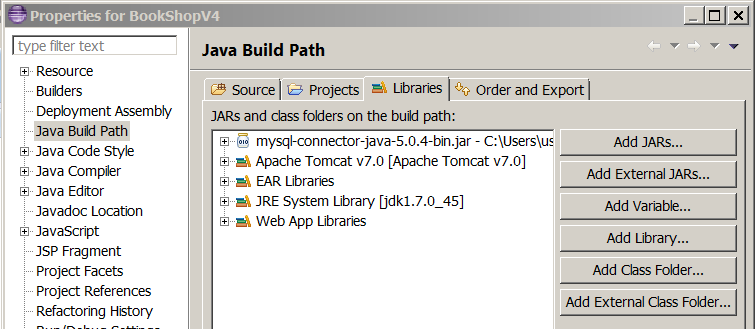 Properties for BookShopV4
type filter text
Resource
Builders
Deployment Assembly
Java Build Path
Java Code Style
Java Compiler
Java Editor
Javadoc Location
JavaScript
JSP Fragment
Project Facets
Project References
Refactoring History
Run/Debug Settings
Java Build Path
Source
Projects
Libraries
Order and Export
JARs and class folders on the build path:
mysql-connector-java-5.0.4-bin.jar - C:\Users\us
Apache Tomcat v7.0 [Apache Tomcat v7.0]
EAR Libraries
JRE System Library [jdk1.7.0_45]
Web App Libraries
Add JARs...
Add External JARs...
Add Variable...
Add Library...
Add Class Folder...
Add External Class Folder...